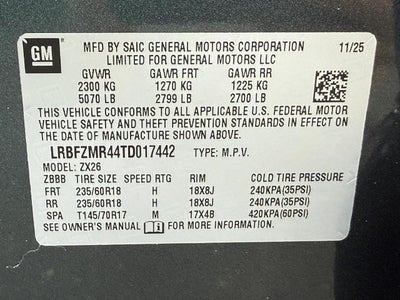 GM
MFD BY SAIC GENERAL MOTORS CORPORATION 11/25
LIMITED FOR GENERAL MOTORS LLC
GVWR GAWR FRT GAWR RR
2300 KG 1270 KG 1225 KG
5070 LB 2799 LB 2700 LB
THIS VEHICLE CONFORMS TO ALL APPLICABLE U.S. FEDERAL MOTOR
VEHICLE SAFETY, BUMPER, AND THEFT PREVENTION STANDARDS
IN EFFECT ON THE DATE OF MANUFACTURE SHOWN ABOVE.
LRBFZMR44TD017442 TYPE: M.P.V.
MODEL: ZX26
ZBBB TIRE SIZE SPEED RTG RIM COLD TIRE PRESSURE
FRT 235/60R18 H 18X8J 240KPA(35PSI)
RR 235/60R18 H 18X8J 240KPA(35PSI)
SPA T145/70R17 M 17X4B 420KPA(60PSI)
SEE OWNER'S MANUAL FOR MORE INFORMATION.